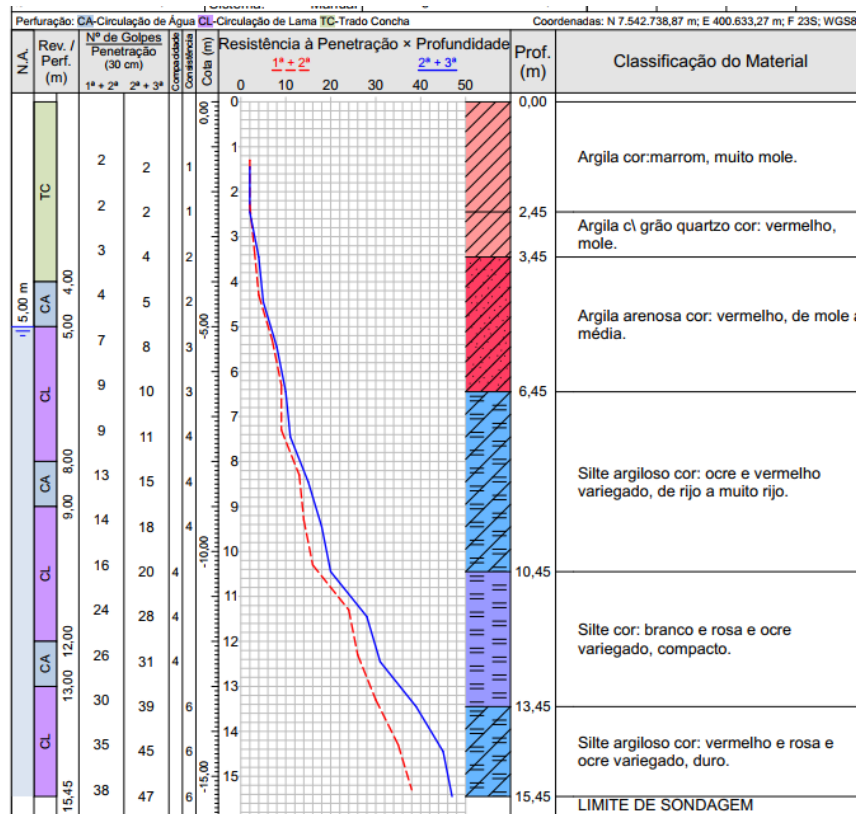 Perfuração: CA-Circulação de Água CL-Circulação de Lama TC-Trado Concha
Coordenadas: N 7.542.738,87 m; E 400.633,27 m; F 23S; WGS8
N.A.
Rev. /
Perf.
(m)
Nº de Golpes
Penetração
(30 cm)
1ª + 2ª 2ª + 3ª
Compacidade
Consistência
Cota (m)
Resistência à Penetração × Profundidade
1ª + 2ª 2ª + 3ª
0 10 20 30 40 50
Prof.
(m)
Classificação do Material
5,00 m
TC
4,00
CA
5,00
CL
8,00
CA
9,00
CL
12,00
CA
13,00
CL
15,45
2 2 1
2 2 1
3 4 2
4 5 2
7 8 3
9 10 3
9 11 4
13 15 4
14 18 4
16 20 4
24 28 4
26 31 4
30 39 6
35 45 6
38 47 6
0,00
-5,00
-10,00
-15,00
0
1
2
3
4
5
6
7
8
9
10
11
12
13
14
15
0,00
Argila cor:marrom, muito mole.
2,45
Argila c\ grão quartzo cor: vermelho,
mole.
3,45
Argila arenosa cor: vermelho, de mole a
média.
6,45
Silte argiloso cor: ocre e vermelho
variegado, de rijo a muito rijo.
10,45
Silte cor: branco e rosa e ocre
variegado, compacto.
13,45
Silte argiloso cor: vermelho e rosa e
ocre variegado, duro.
15,45
LIMITE DE SONDAGEM